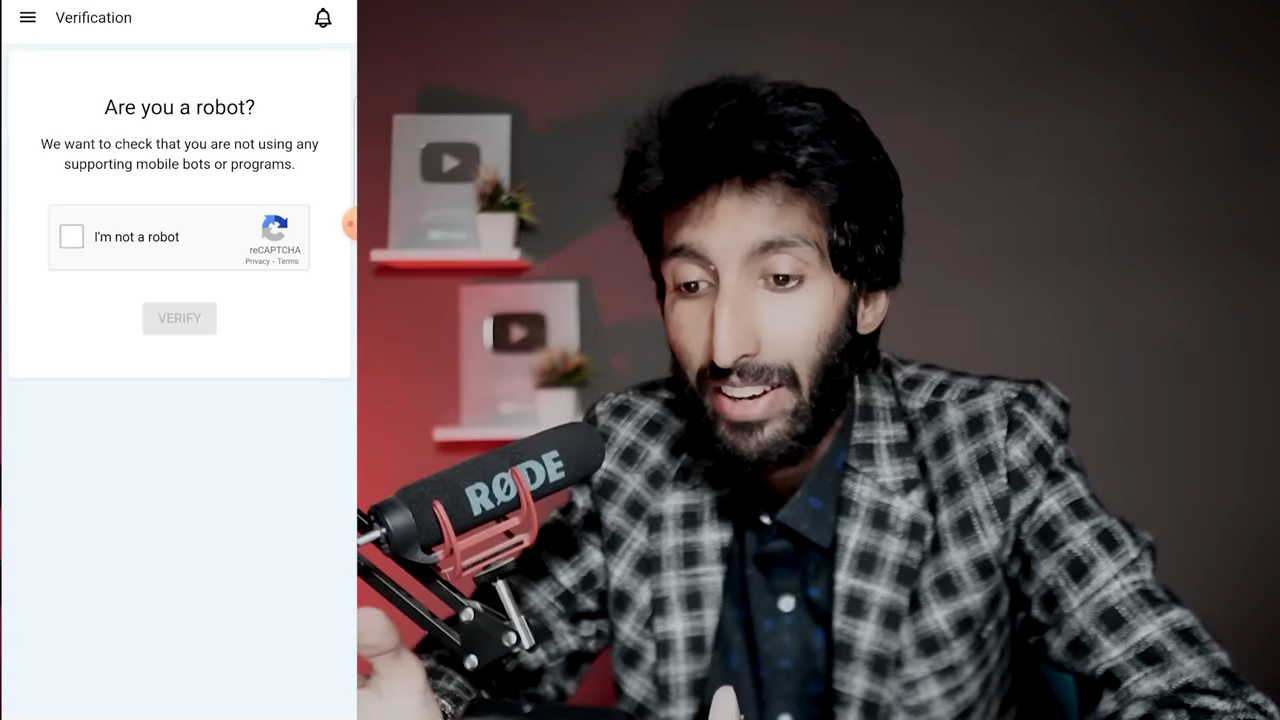 Verification
Are you a robot?
We want to check that you are not using any
supporting mobile bots or programs.
I'm not a robot
reCAPTCHA
Privacy - Terms
VERIFY
RØDE